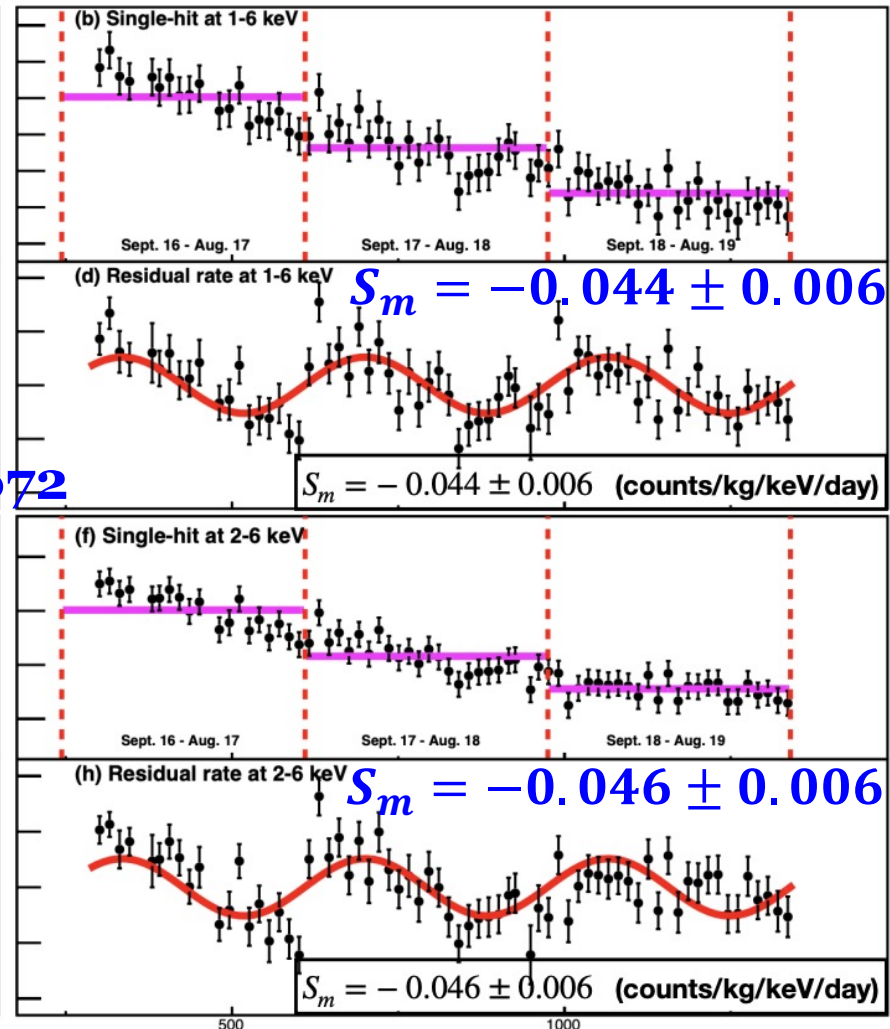 (b) Single-hit at 1-6 keV
Sept. 16 - Aug. 17 Sept. 17 - Aug. 18 Sept. 18 - Aug. 19
(d) Residual rate at 1-6 keV
S_m = −0.044 ± 0.006
72
S_m = − 0.044 ± 0.006 (counts/kg/keV/day)
(f) Single-hit at 2-6 keV
Sept. 16 - Aug. 17 Sept. 17 - Aug. 18 Sept. 18 - Aug. 19
(h) Residual rate at 2-6 keV
S_m = −0.046 ± 0.006
S_m = − 0.046 ± 0.006 (counts/kg/keV/day)
500 1000